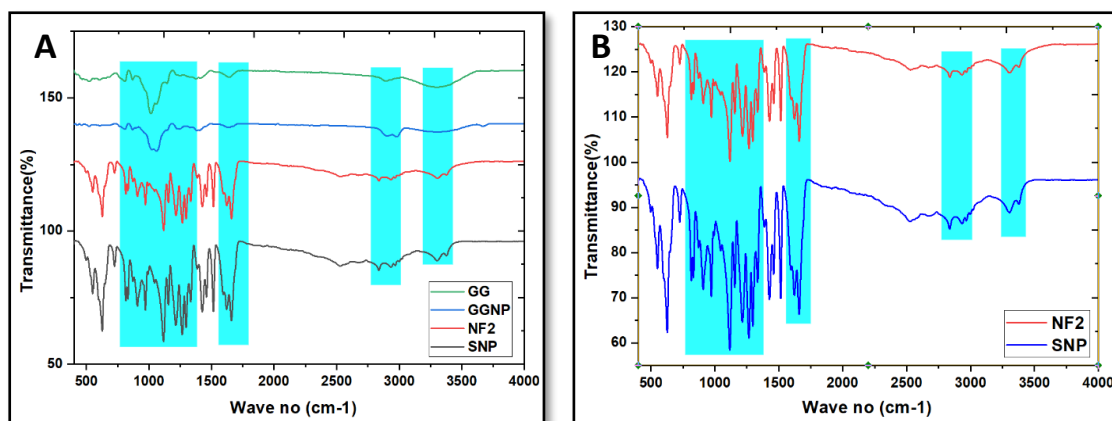 A
Transmittance(%)
150
100
50
GG
GGNP
NF2
SNP
500 1000 1500 2000 2500 3000 3500 4000
Wave no (cm-1)
B
Transmittance(%)
130
120
110
100
90
80
70
60
NF2
SNP
500 1000 1500 2000 2500 3000 3500 4000
Wave no (cm-1)